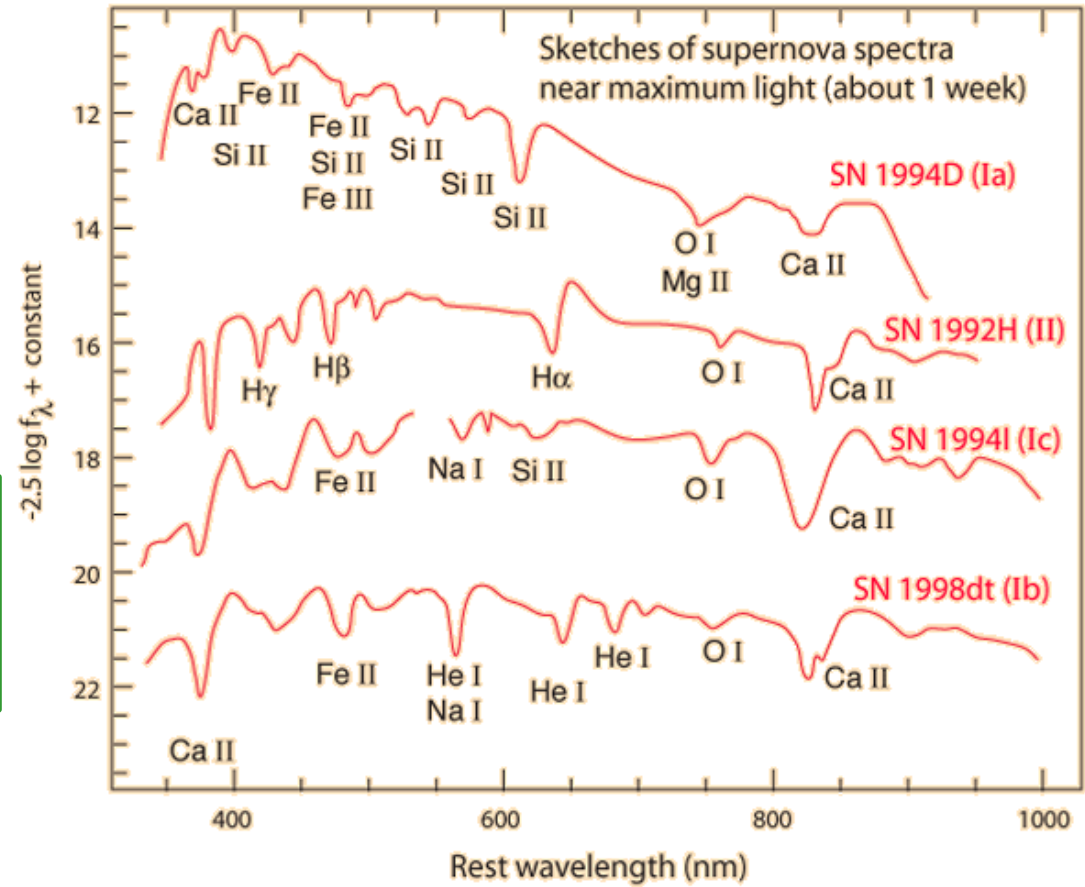 Sketches of supernova spectra
near maximum light (about 1 week)
Ca II
Fe II
Si II
Fe II
Si II
Fe III
Si II
Si II
Si II
O I
Mg II
Ca II
SN 1994D (Ia)
Hγ
Hβ
Hα
O I
Ca II
SN 1992H (II)
Fe II
Na I
Si II
O I
Ca II
SN 1994I (Ic)
Ca II
Fe II
He I
Na I
He I
He I
O I
Ca II
SN 1998dt (Ib)
12
14
16
18
20
22
-2.5 log fλ + constant
400
600
800
1000
Rest wavelength (nm)